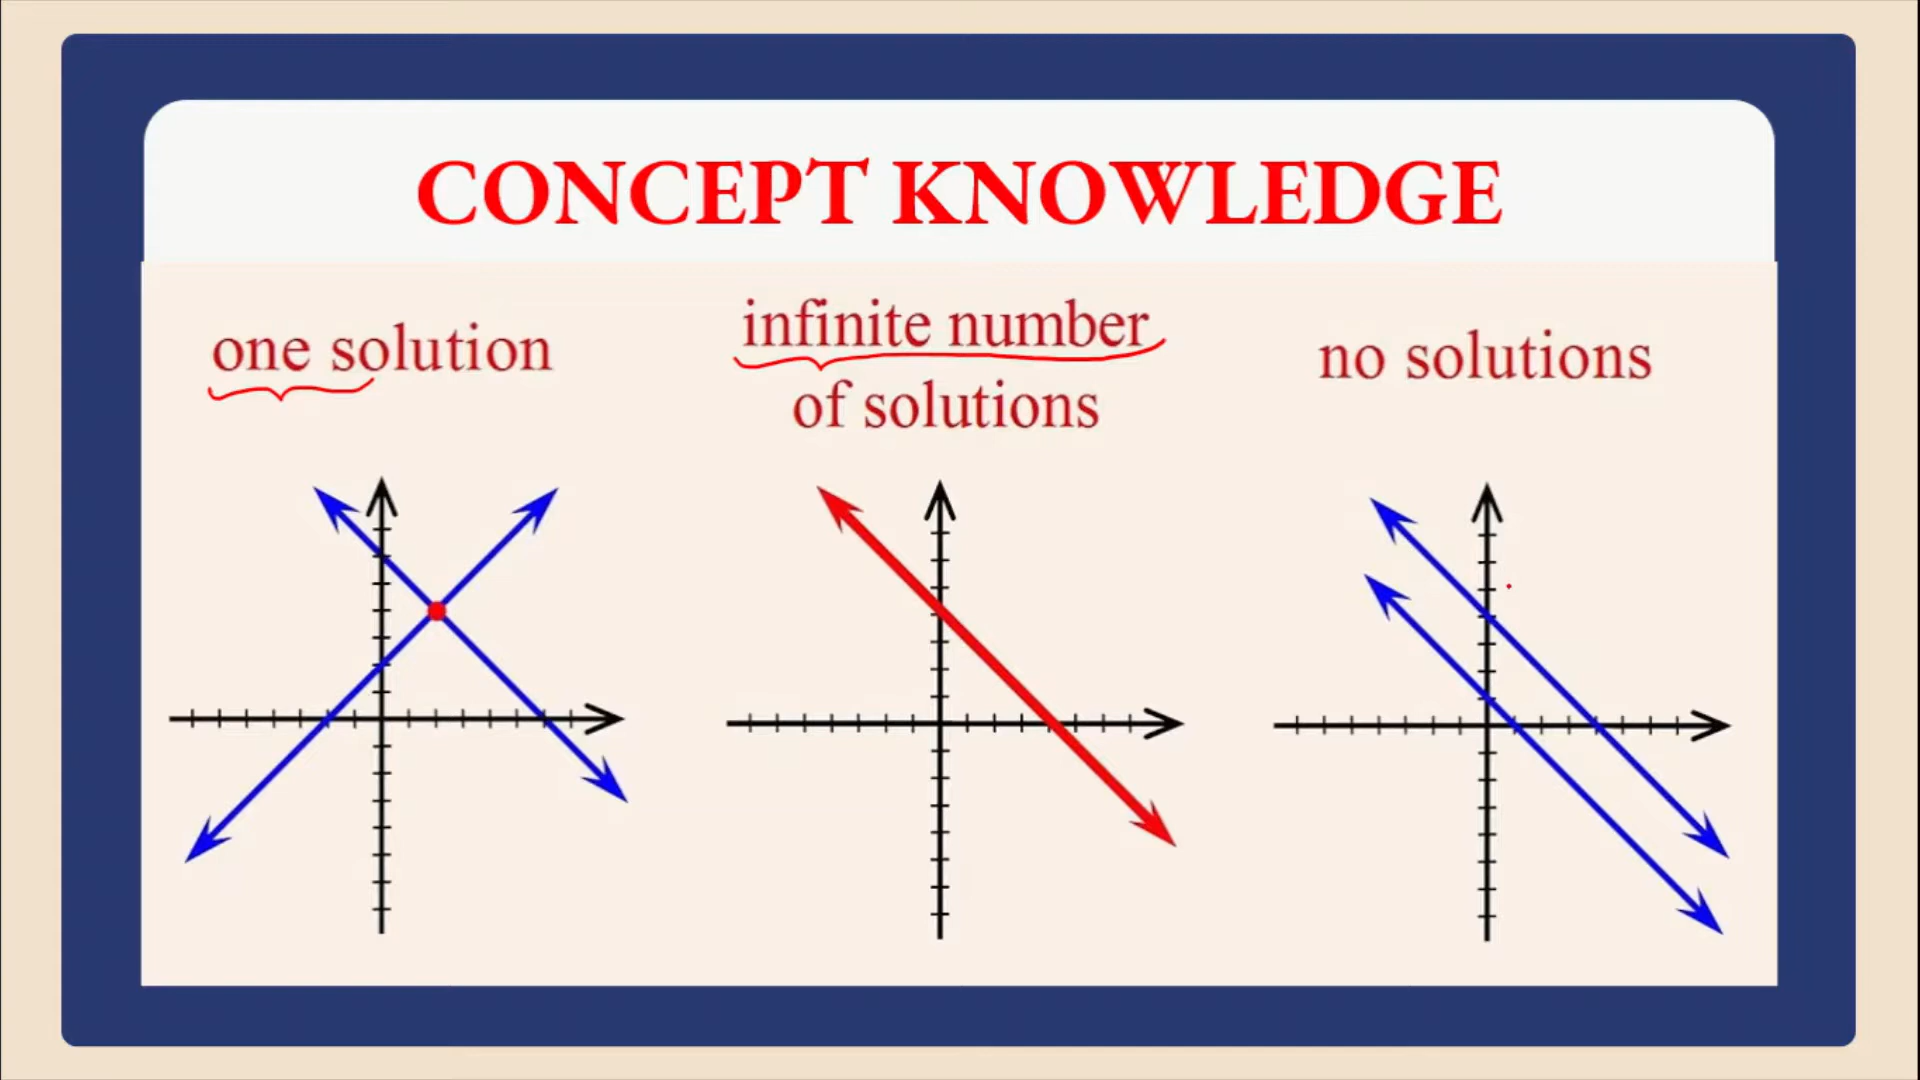 CONCEPT KNOWLEDGE
one solution
infinite number
of solutions
no solutions